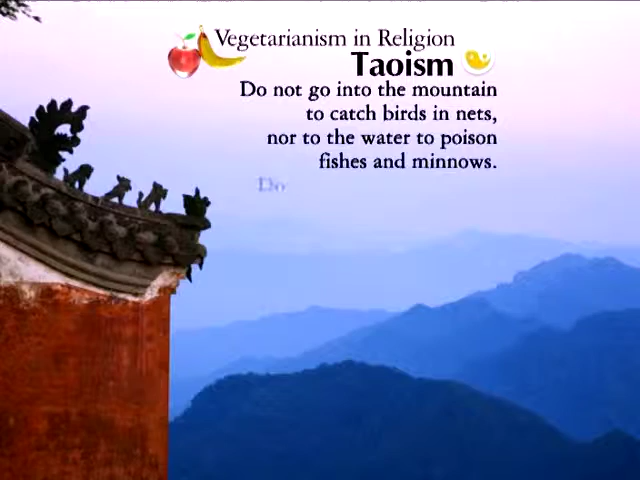 Vegetarianism in Religion
Taoism
Do not go into the mountain
to catch birds in nets,
nor to the water to poison
fishes and minnows.
Do